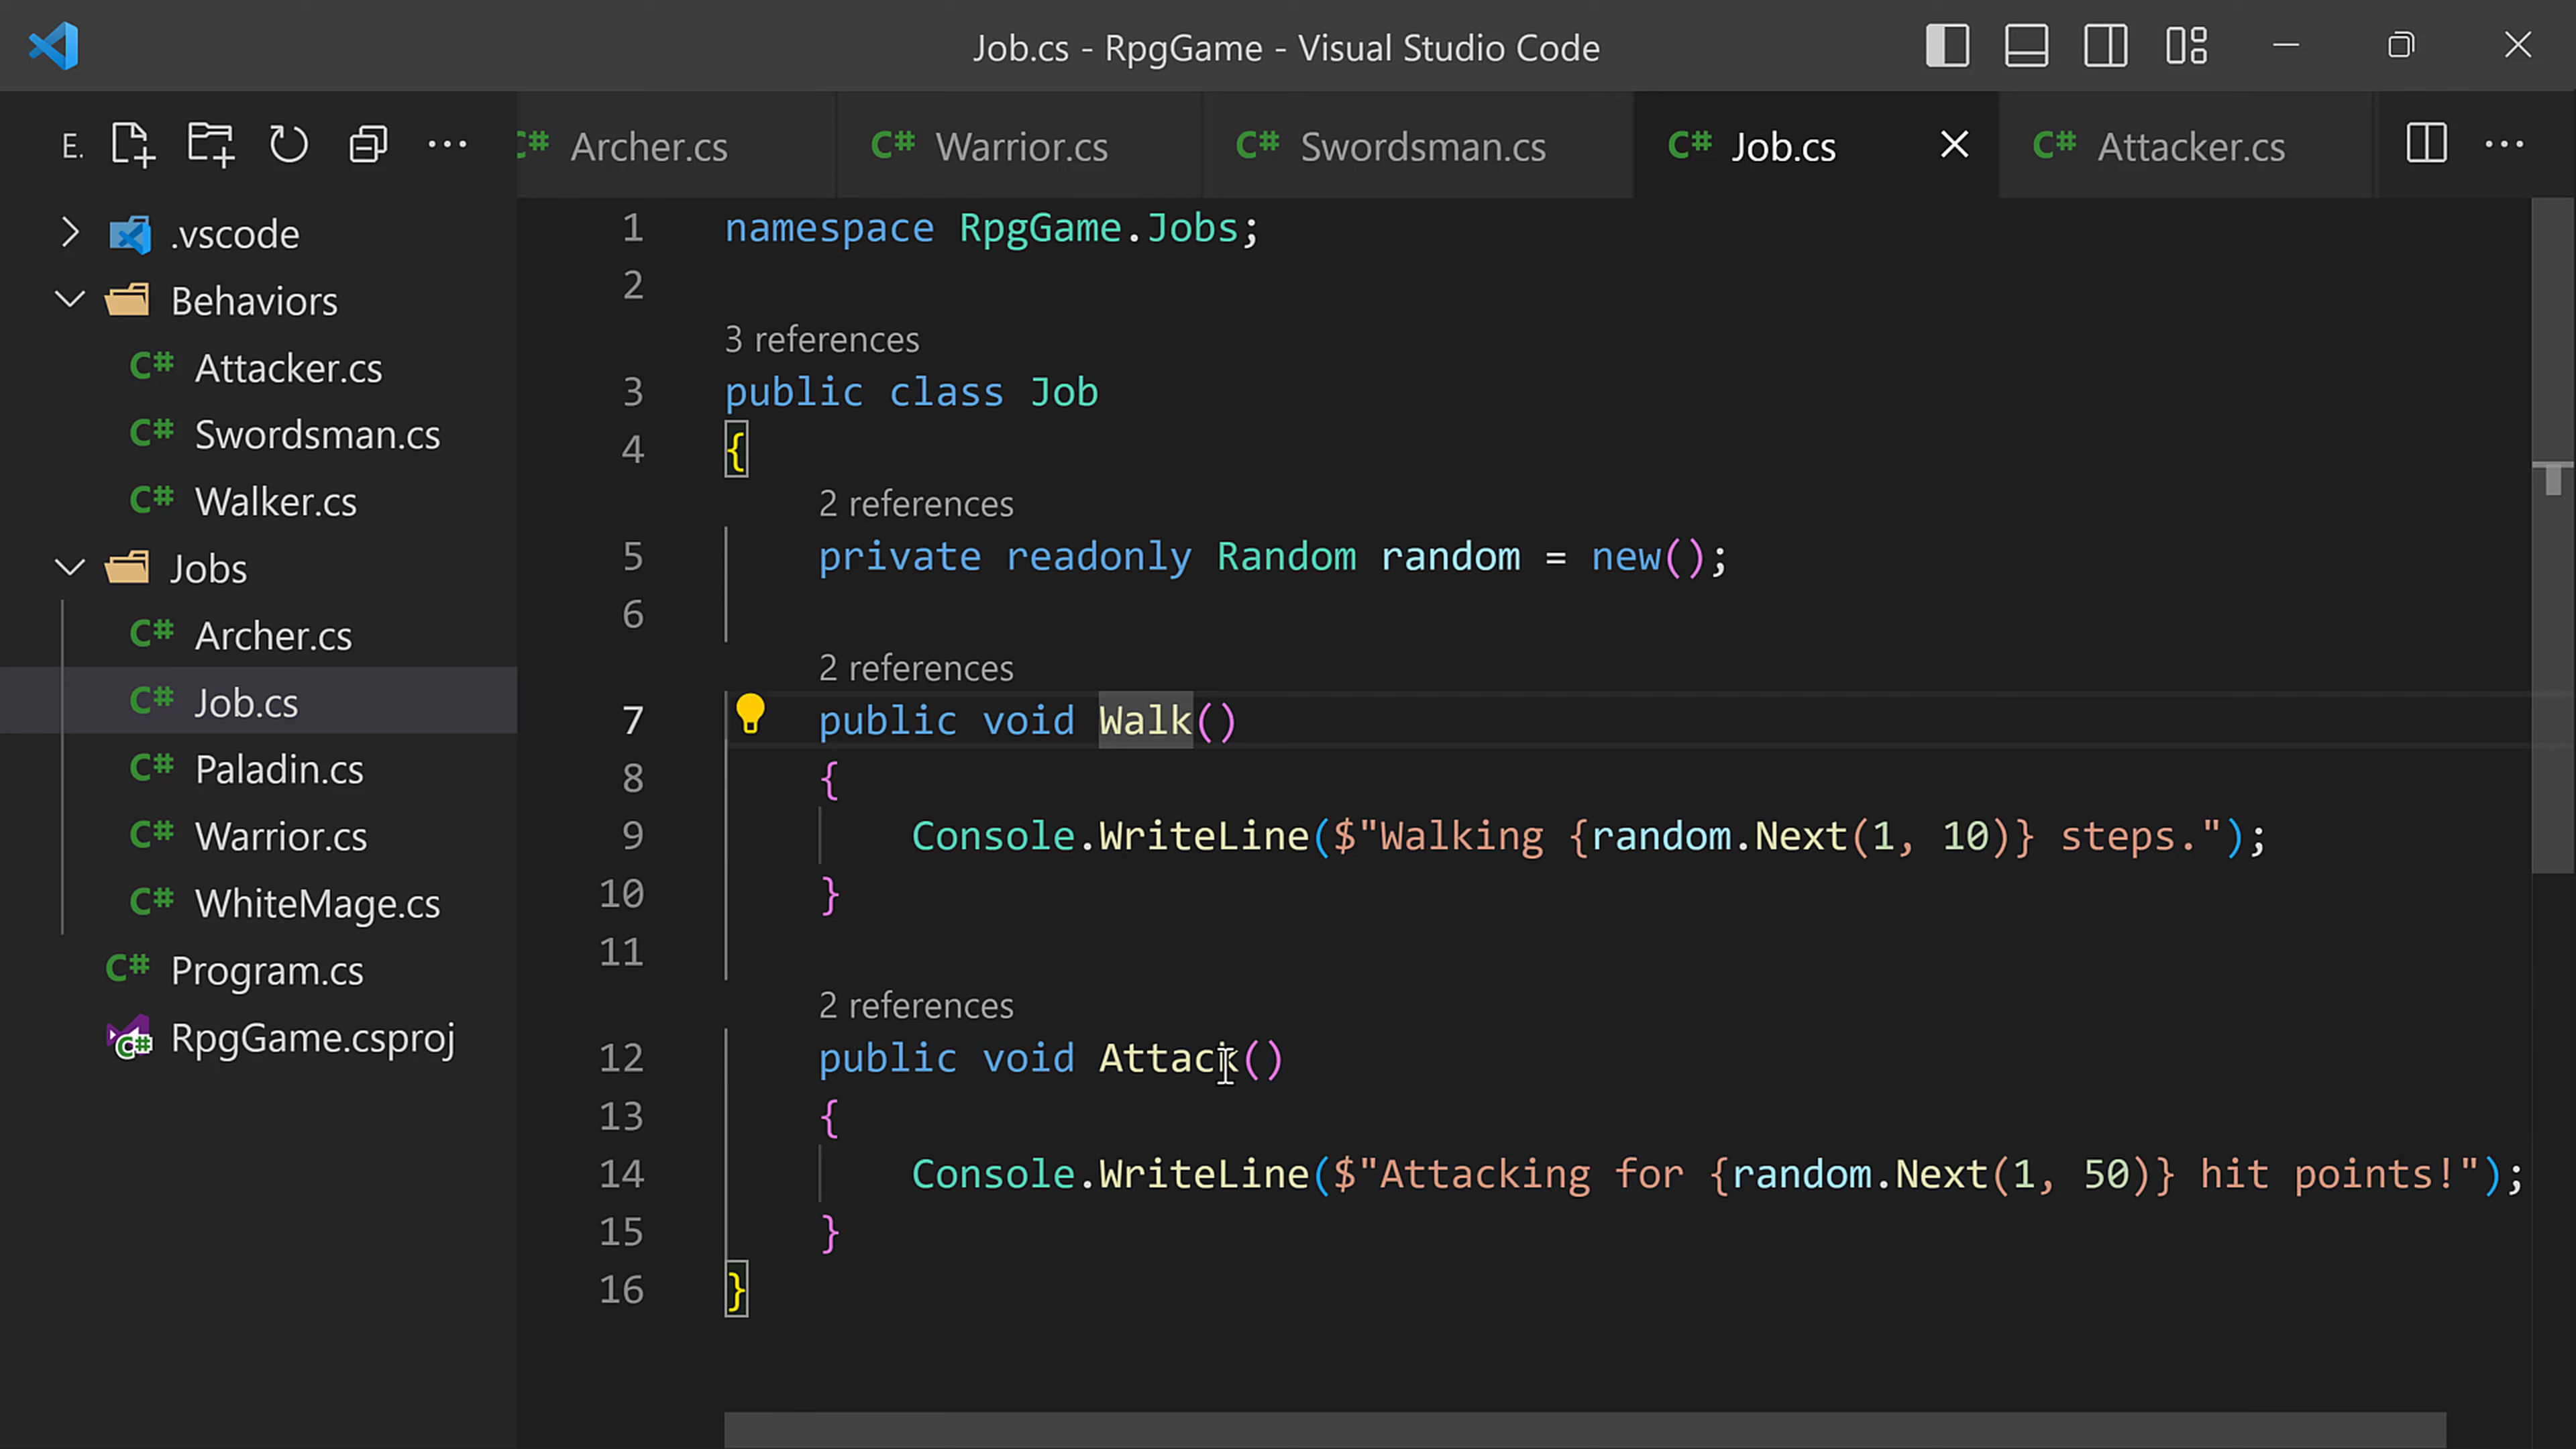 Job.cs - RpgGame - Visual Studio Code
E.
C# Archer.cs
C# Warrior.cs
C# Swordsman.cs
C# Job.cs
C# Attacker.cs
.vscode
Behaviors
C# Attacker.cs
C# Swordsman.cs
C# Walker.cs
Jobs
C# Archer.cs
C# Job.cs
C# Paladin.cs
C# Warrior.cs
C# WhiteMage.cs
C# Program.cs
C# RpgGame.csproj
1 namespace RpgGame.Jobs;
2
3 references
3 public class Job
4 {
2 references
5 private readonly Random random = new();
6
2 references
7 public void Walk()
8 {
9 Console.WriteLine($"Walking {random.Next(1, 10)} steps.");
10 }
11
2 references
12 public void Attack()
13 {
14 Console.WriteLine($"Attacking for {random.Next(1, 50)} hit points!");
15 }
16 }